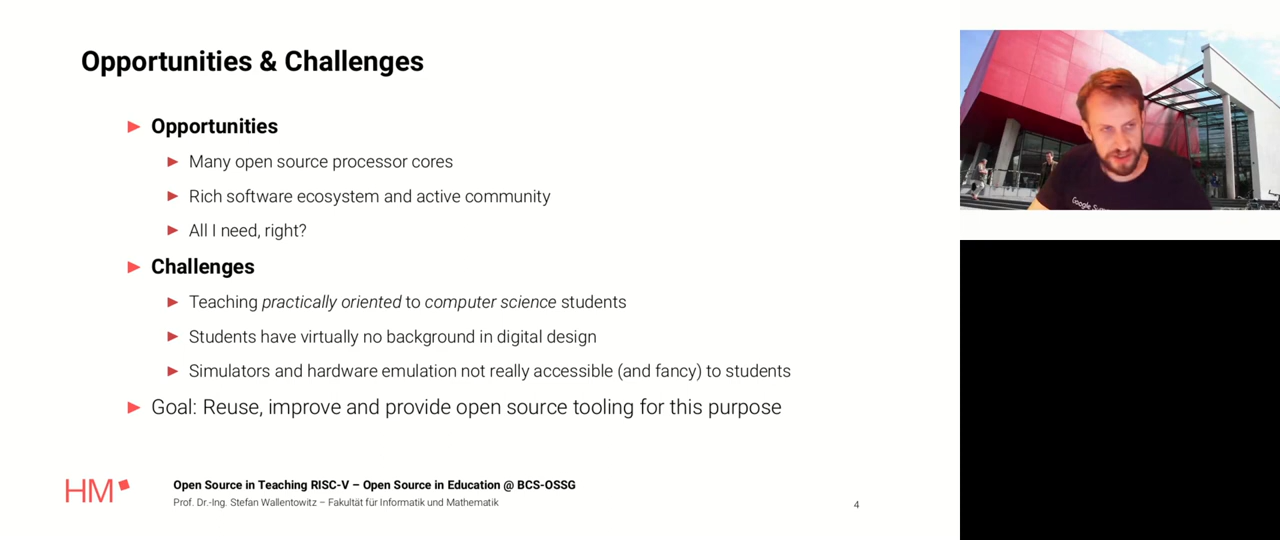 Opportunities & Challenges
Opportunities
Many open source processor cores
Rich software ecosystem and active community
All I need, right?
Challenges
Teaching practically oriented to computer science students
Students have virtually no background in digital design
Simulators and hardware emulation not really accessible (and fancy) to students
Goal: Reuse, improve and provide open source tooling for this purpose
HM
Open Source in Teaching RISC-V – Open Source in Education @ BCS-OSSG
Prof. Dr.-Ing. Stefan Wallentowitz – Fakultät für Informatik und Mathematik
4
Google